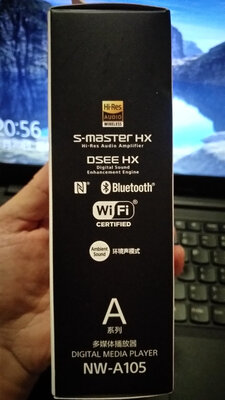 Hi-Res
AUDIO
WIRELESS
S-MASTER HX
Hi-Res Audio Amplifier
DSEE HX
Digital Sound
Enhancement Engine
Bluetooth®
WiFi
CERTIFIED
Ambient
Sound
环境声模式
A
系列
多媒体播放器
DIGITAL MEDIA PLAYER
NW-A105
20:56